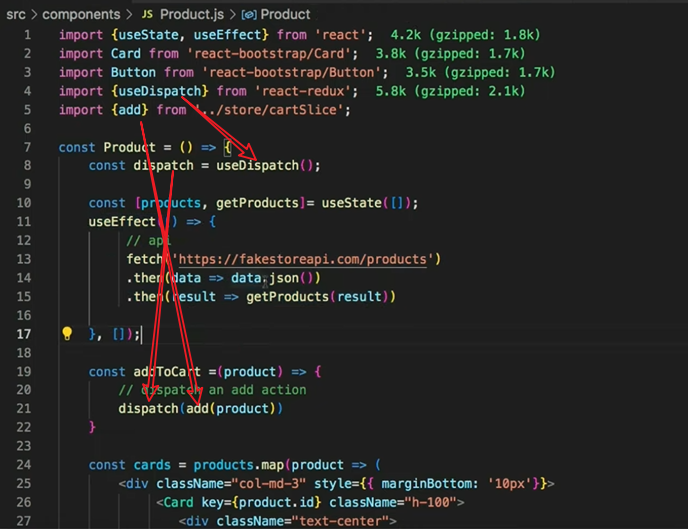 src > components > JS Product.js > Product
1 import {useState, useEffect} from 'react'; 4.2k (gzipped: 1.8k)
2 import Card from 'react-bootstrap/Card'; 3.8k (gzipped: 1.7k)
3 import Button from 'react-bootstrap/Button'; 3.5k (gzipped: 1.7k)
4 import {useDispatch} from 'react-redux'; 5.8k (gzipped: 2.1k)
5 import {add} from '../store/cartSlice';
6
7 const Product = () => {
8 const dispatch = useDispatch();
9
10 const [products, getProducts]= useState([]);
11 useEffect(() => {
12 // api
13 fetch('https://fakestoreapi.com/products')
14 .then(data => data.json())
15 .then(result => getProducts(result))
16
17 }, []);
18
19 const addToCart =(product) => {
20 // dispatch an add action
21 dispatch(add(product))
22 }
23
24 const cards = products.map(product => (
25 <div className="col-md-3" style={{ marginBottom: '10px'}}>
26 <Card key={product.id} className="h-100">
27 <div className="text-center">